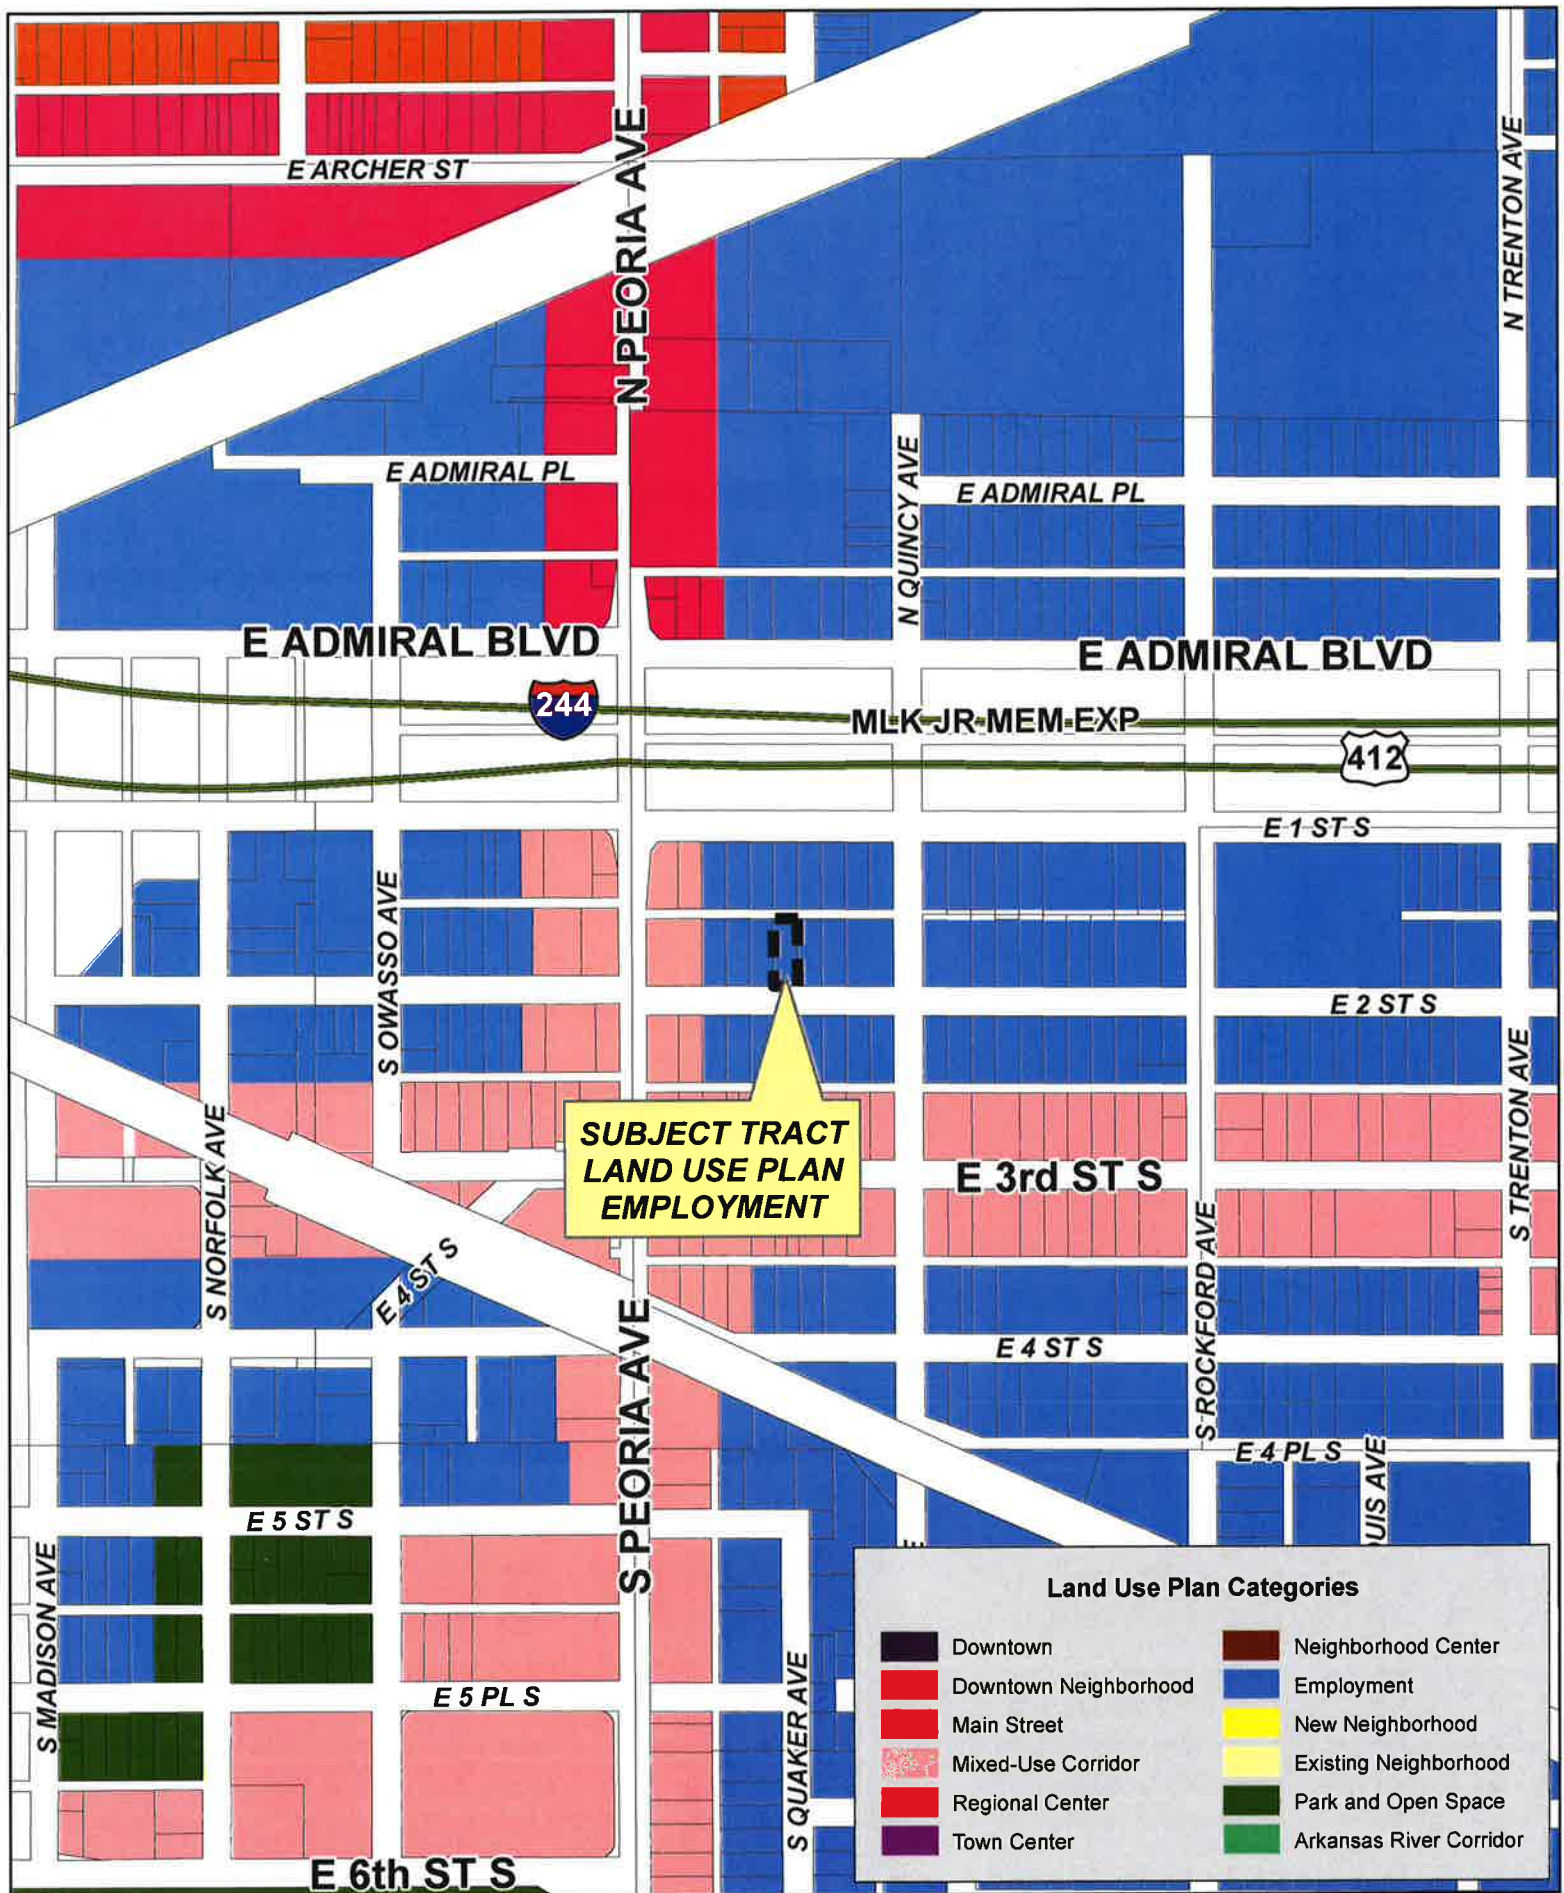 E ARCHER ST
N PEORIA AVE
N TRENTON AVE
E ADMIRAL PL
N QUINCY AVE
E ADMIRAL PL
E ADMIRAL BLVD
E ADMIRAL BLVD
244
MLK JR MEM EXP
412
E 1 ST S
S OWASSO AVE
E 2 ST S
S NORFOLK AVE
SUBJECT TRACT
LAND USE PLAN
EMPLOYMENT
E 3rd ST S
S TRENTON AVE
S ROCKFORD AVE
E 4 ST S
S PEORIA AVE
E 4 ST S
E 4 PL S
UIS AVE
E 5 ST S
E
S MADISON AVE
E 5 PL S
S QUAKER AVE
E 6th ST S
Land Use Plan Categories
Downtown
Downtown Neighborhood
Main Street
Mixed-Use Corridor
Regional Center
Town Center
Neighborhood Center
Employment
New Neighborhood
Existing Neighborhood
Park and Open Space
Arkansas River Corridor